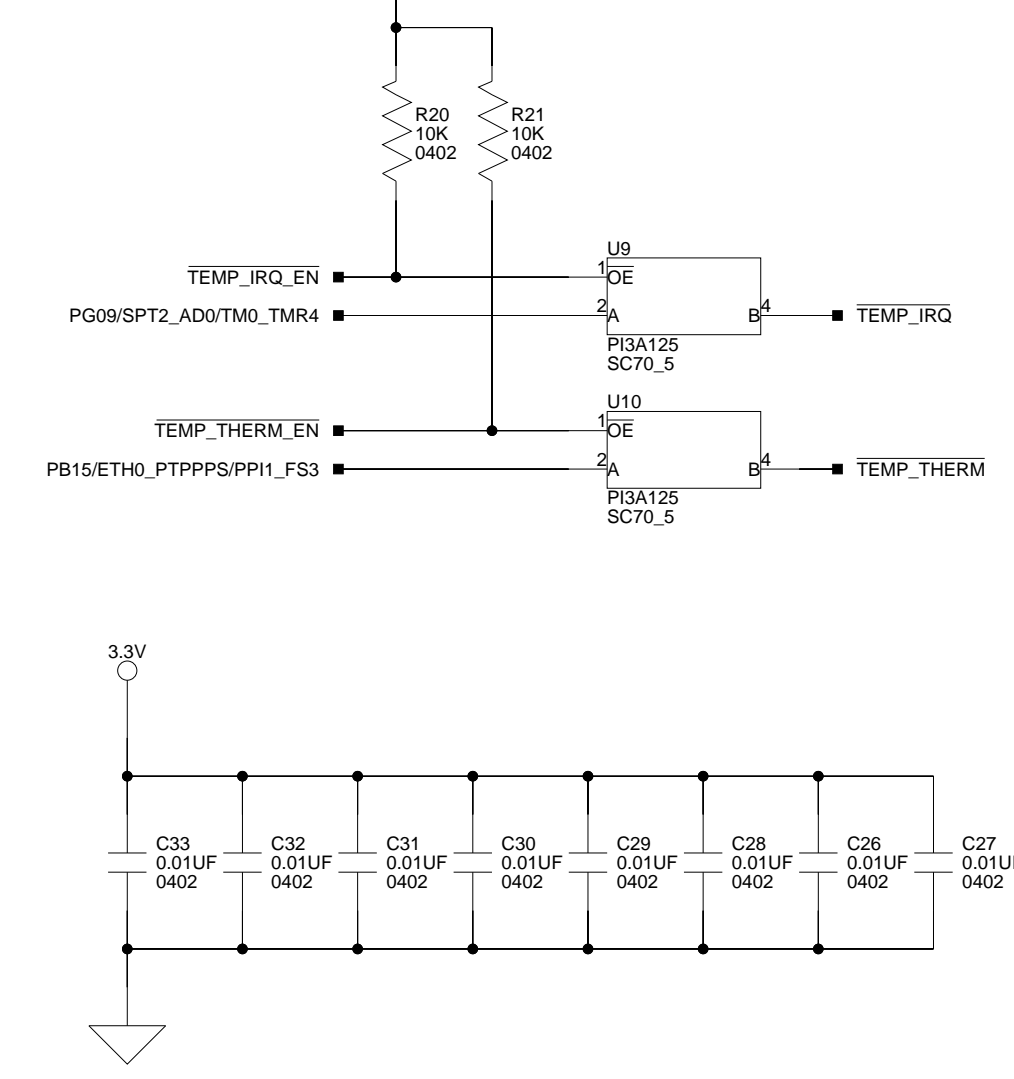 R20
10K
0402
R21
10K
0402
TEMP_IRQ_EN
PG09/SPT2_AD0/TM0_TMR4
U9
1
OE
2
A
B
4
TEMP_IRQ
PI3A125
SC70_5
TEMP_THERM_EN
PB15/ETH0_PTPPPS/PPI1_FS3
U10
1
OE
2
A
B
4
TEMP_THERM
PI3A125
SC70_5
3.3V
C33
0.01UF
0402
C32
0.01UF
0402
C31
0.01UF
0402
C30
0.01UF
0402
C29
0.01UF
0402
C28
0.01UF
0402
C26
0.01UF
0402
C27
0.01U
0402